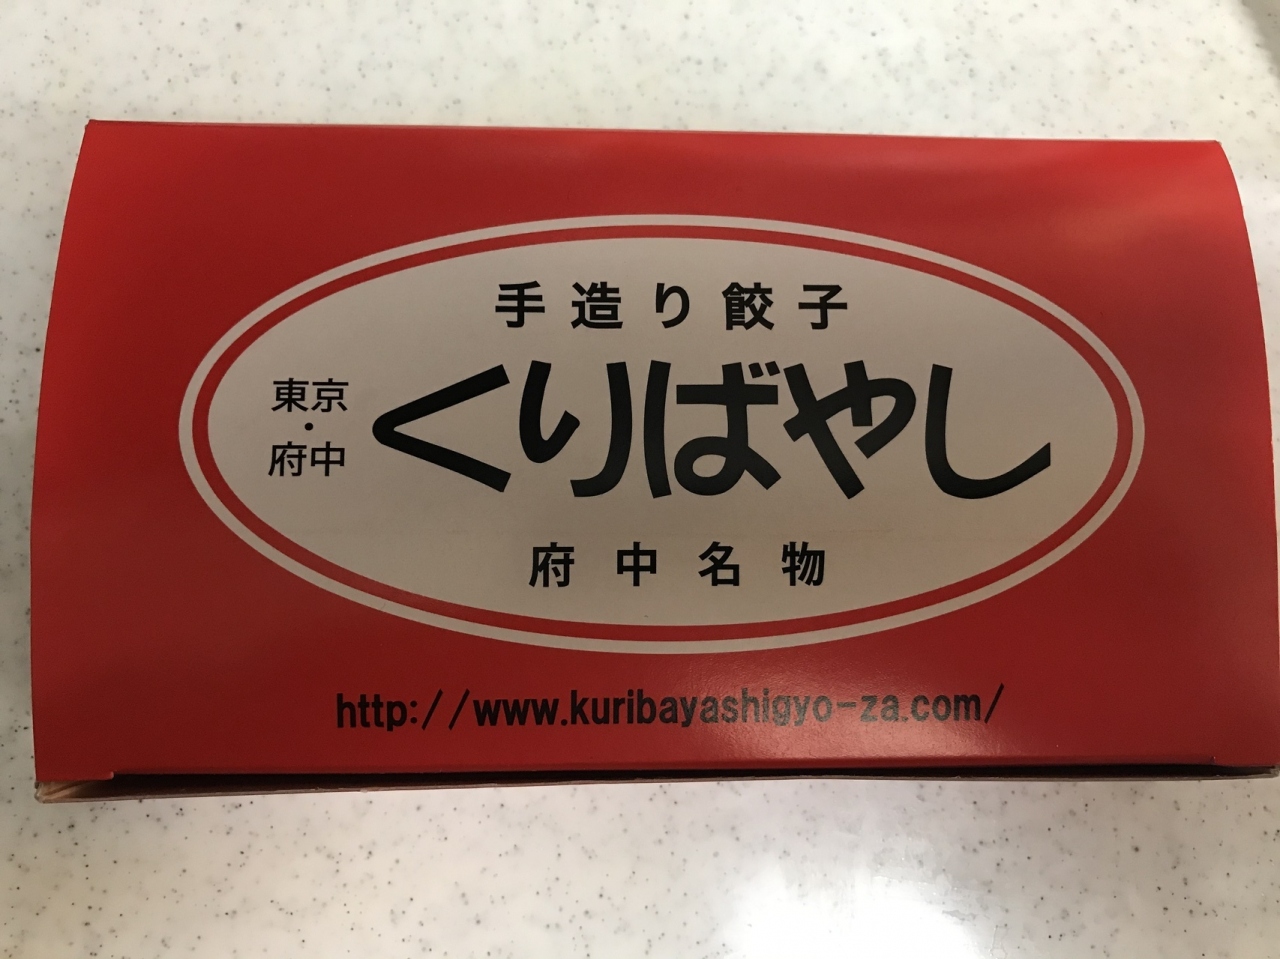 手造り餃子
東京
・
府中
くりばやし
府中名物
http://www.kuribayashigyo-za.com/